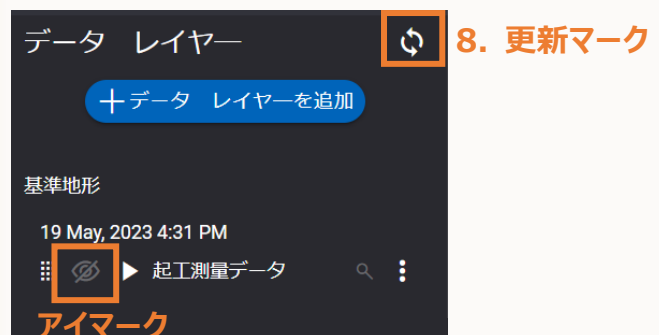 データ　レイヤー
8. 更新マーク
＋データ　レイヤーを追加
基準地形
19 May, 2023 4:31 PM
起工測量データ
アイマーク